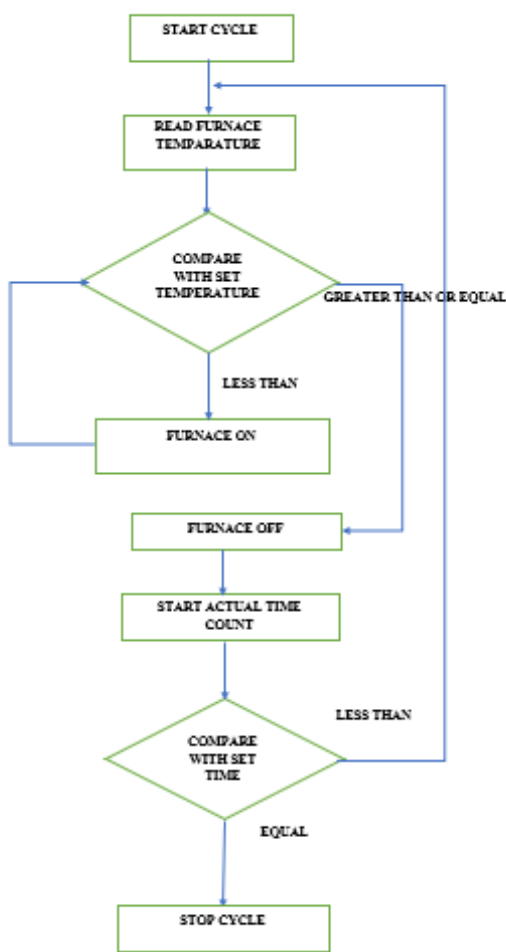 START CYCLE
READ FURNACE
TEMPARATURE
COMPARE
WITH SET
TEMPERATURE
GREATER THAN OR EQUAL
LESS THAN
FURNACE ON
FURNACE OFF
START ACTUAL TIME
COUNT
LESS THAN
COMPARE
WITH SET
TIME
EQUAL
STOP CYCLE